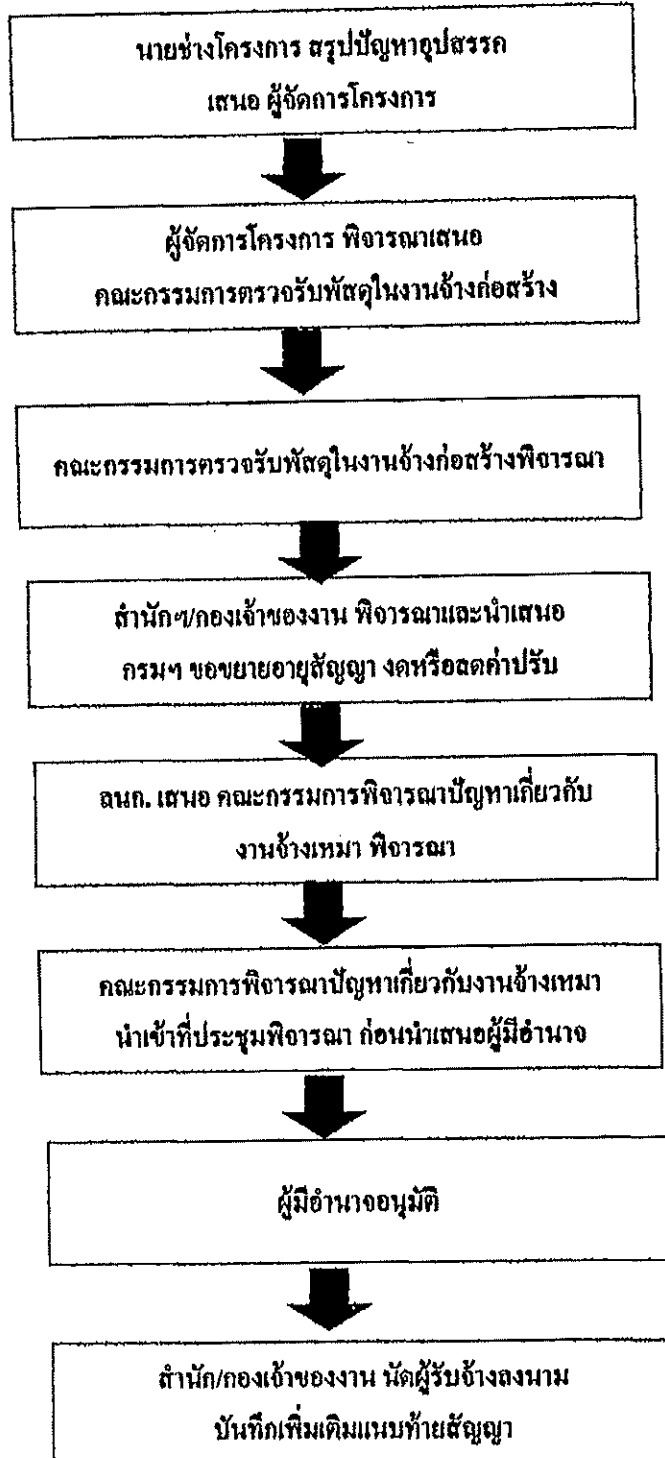 นายช่างโครงการ สรุปปัญหาอุปสรรค
เสนอ ผู้จัดการโครงการ
ผู้จัดการโครงการ พิจารณาเสนอ
คณะกรรมการตรวจรับพัสดุในงานจ้างก่อสร้าง
คณะกรรมการตรวจรับพัสดุในงานจ้างก่อสร้างพิจารณา
สำนักฯ/กองเจ้าของงาน พิจารณาและนำเสนอ
กรมฯ ขอขยายอายุสัญญา งดหรือลดค่าปรับ
ลนก. เสนอ คณะกรรมการพิจารณาปัญหาเกี่ยวกับ
งานจ้างเหมา พิจารณา
คณะกรรมการพิจารณาปัญหาเกี่ยวกับงานจ้างเหมา
นำเข้าที่ประชุมพิจารณา ก่อนนำเสนอผู้มีอำนาจ
ผู้มีอำนาจอนุมัติ
สำนัก/กองเจ้าของงาน นัดผู้รับจ้างลงนาม
บันทึกเพิ่มเติมแนบท้ายสัญญา